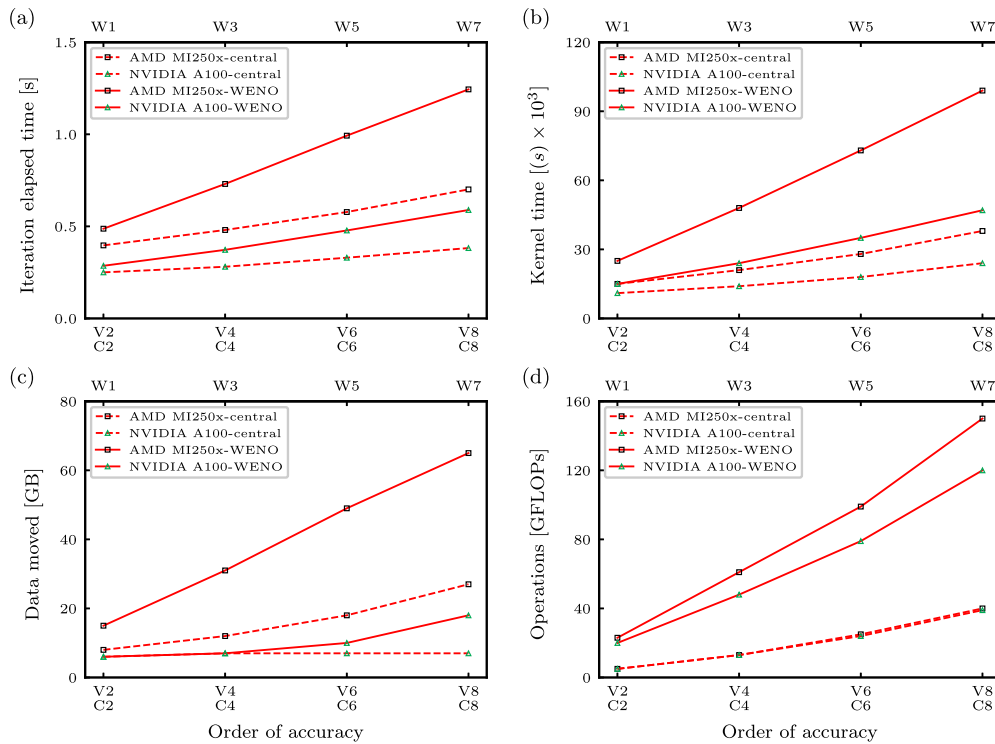 (a)
W1 W3 W5 W7
1.5
1.0
0.5
0.0
Iteration elapsed time [s]
AMD MI250x-central
NVIDIA A100-central
AMD MI250x-WENO
NVIDIA A100-WENO
V2 V4 V6 V8
C2 C4 C6 C8
(b)
W1 W3 W5 W7
120
90
60
30
0
Kernel time [(s) × 10³]
AMD MI250x-central
NVIDIA A100-central
AMD MI250x-WENO
NVIDIA A100-WENO
V2 V4 V6 V8
C2 C4 C6 C8
(c)
W1 W3 W5 W7
80
60
40
20
0
Data moved [GB]
AMD MI250x-central
NVIDIA A100-central
AMD MI250x-WENO
NVIDIA A100-WENO
V2 V4 V6 V8
C2 C4 C6 C8
Order of accuracy
(d)
W1 W3 W5 W7
160
120
80
40
0
Operations [GFLOPs]
AMD MI250x-central
NVIDIA A100-central
AMD MI250x-WENO
NVIDIA A100-WENO
V2 V4 V6 V8
C2 C4 C6 C8
Order of accuracy